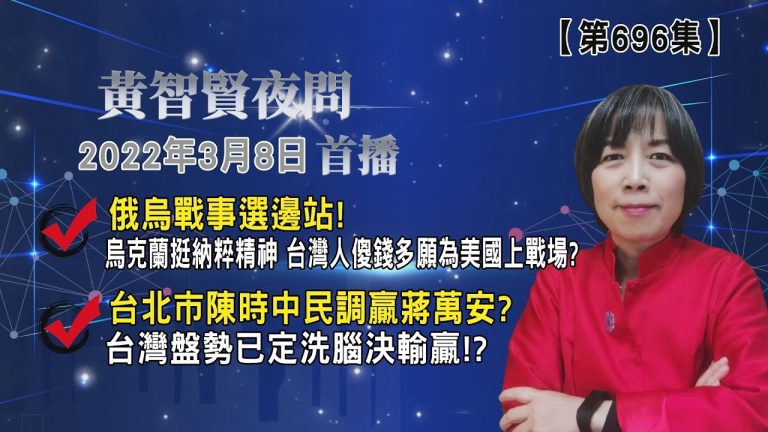 【第696集】
黃智賢夜問
2022年3月8日首播
俄烏戰事選邊站!
烏克蘭挺納粹精神 台灣人傻錢多願為美國上戰場?
台北市陳時中民調贏蔣萬安?
台灣盤勢已定洗腦決輸贏!?